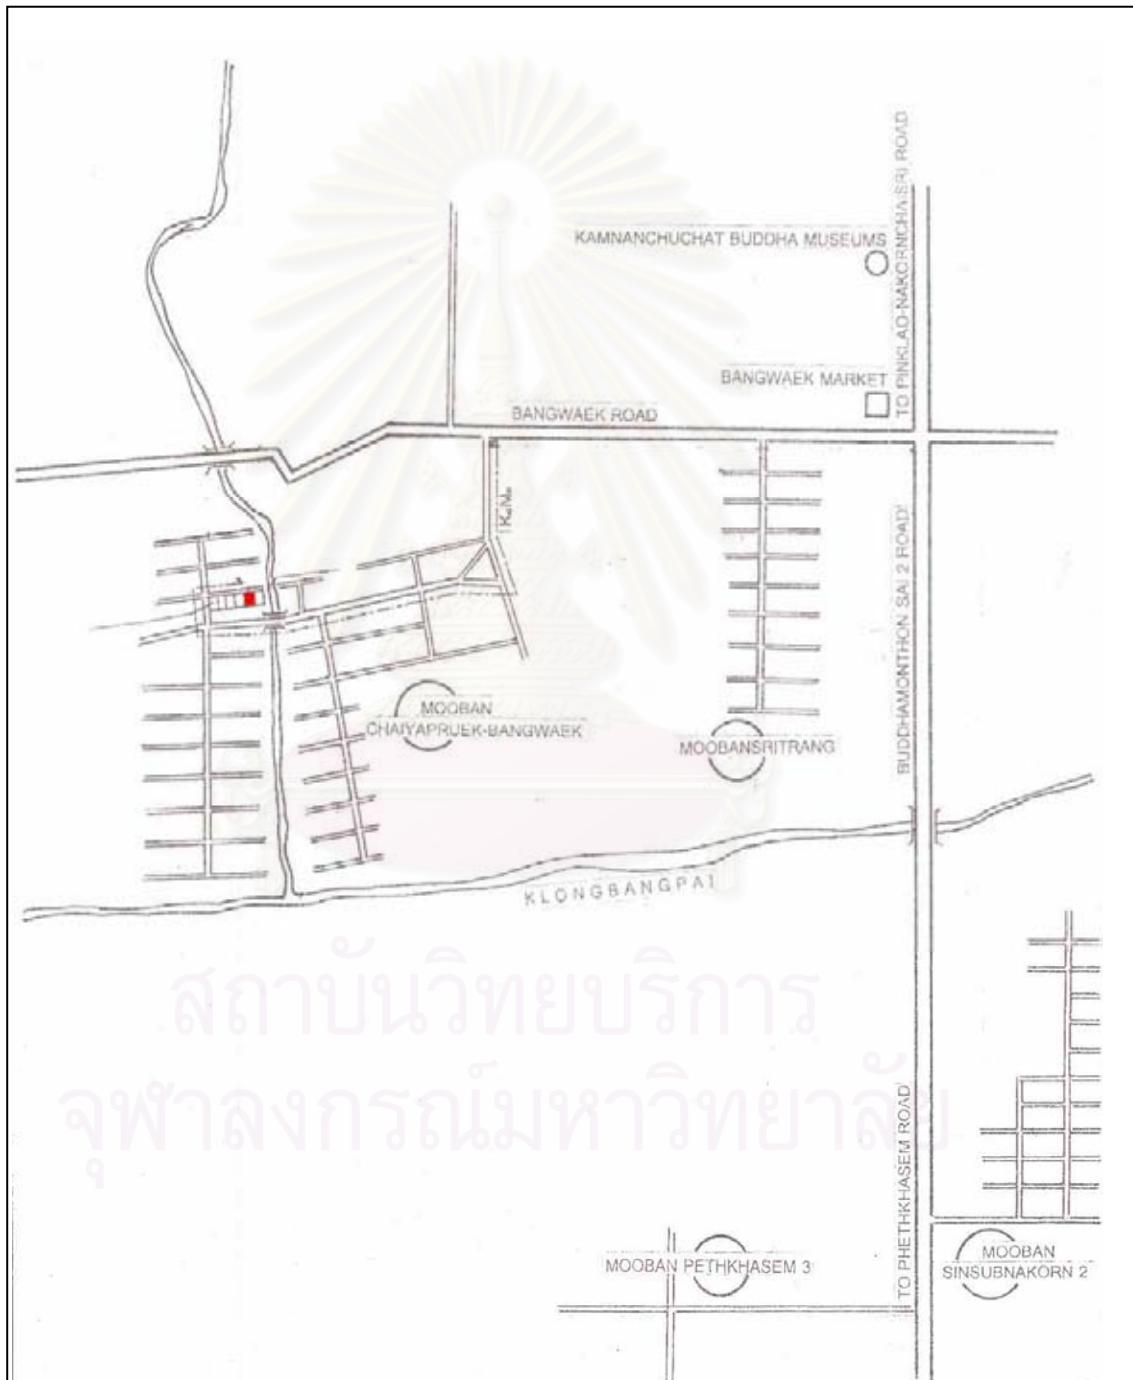 TO PINKLAO-NAKORNCHAISRI ROAD
KAMNANCHUCHAT BUDDHA MUSEUMS
BANGWAEK MARKET
BANGWAEK ROAD
1 K.M.
BUDDHAMONTHON SAI 2 ROAD
MOOBAN
CHAIYAPRUEK-BANGWAEK
MOOBANSRITRANG
KLONGBANGPAI
สถาบันวิทยบริการ
จุฬาลงกรณ์มหาวิทยาลัย
TO PHETHKHASEM ROAD
MOOBAN PETHKHASEM 3
MOOBAN
SINSUBNAKORN 2